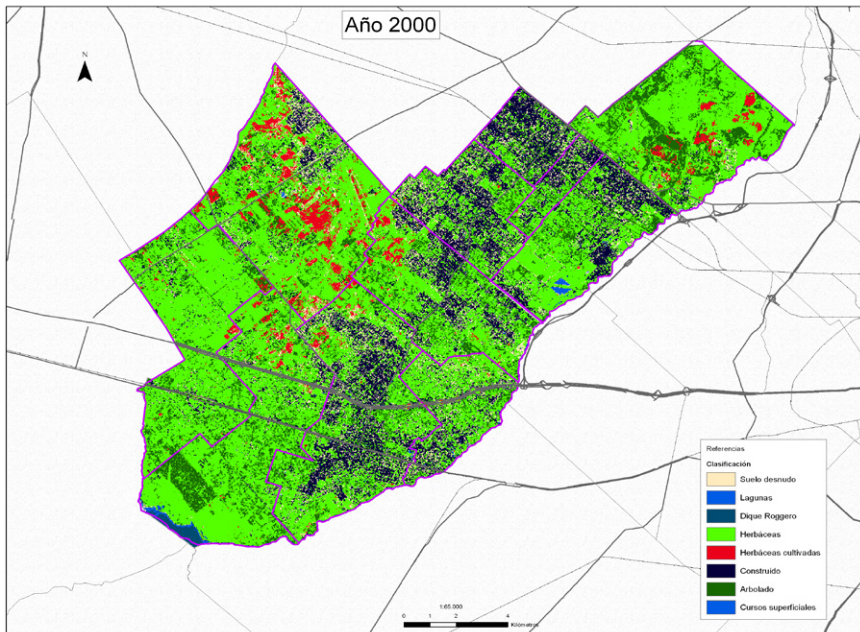 Año 2000
N
Referencias
Clasificación
Suelo desnudo
Lagunas
Dique Roggero
Herbáceas
Herbáceas cultivadas
Construido
Arbolado
Cursos superficiales
1:65.000
0 1 2 4
Kilómetros